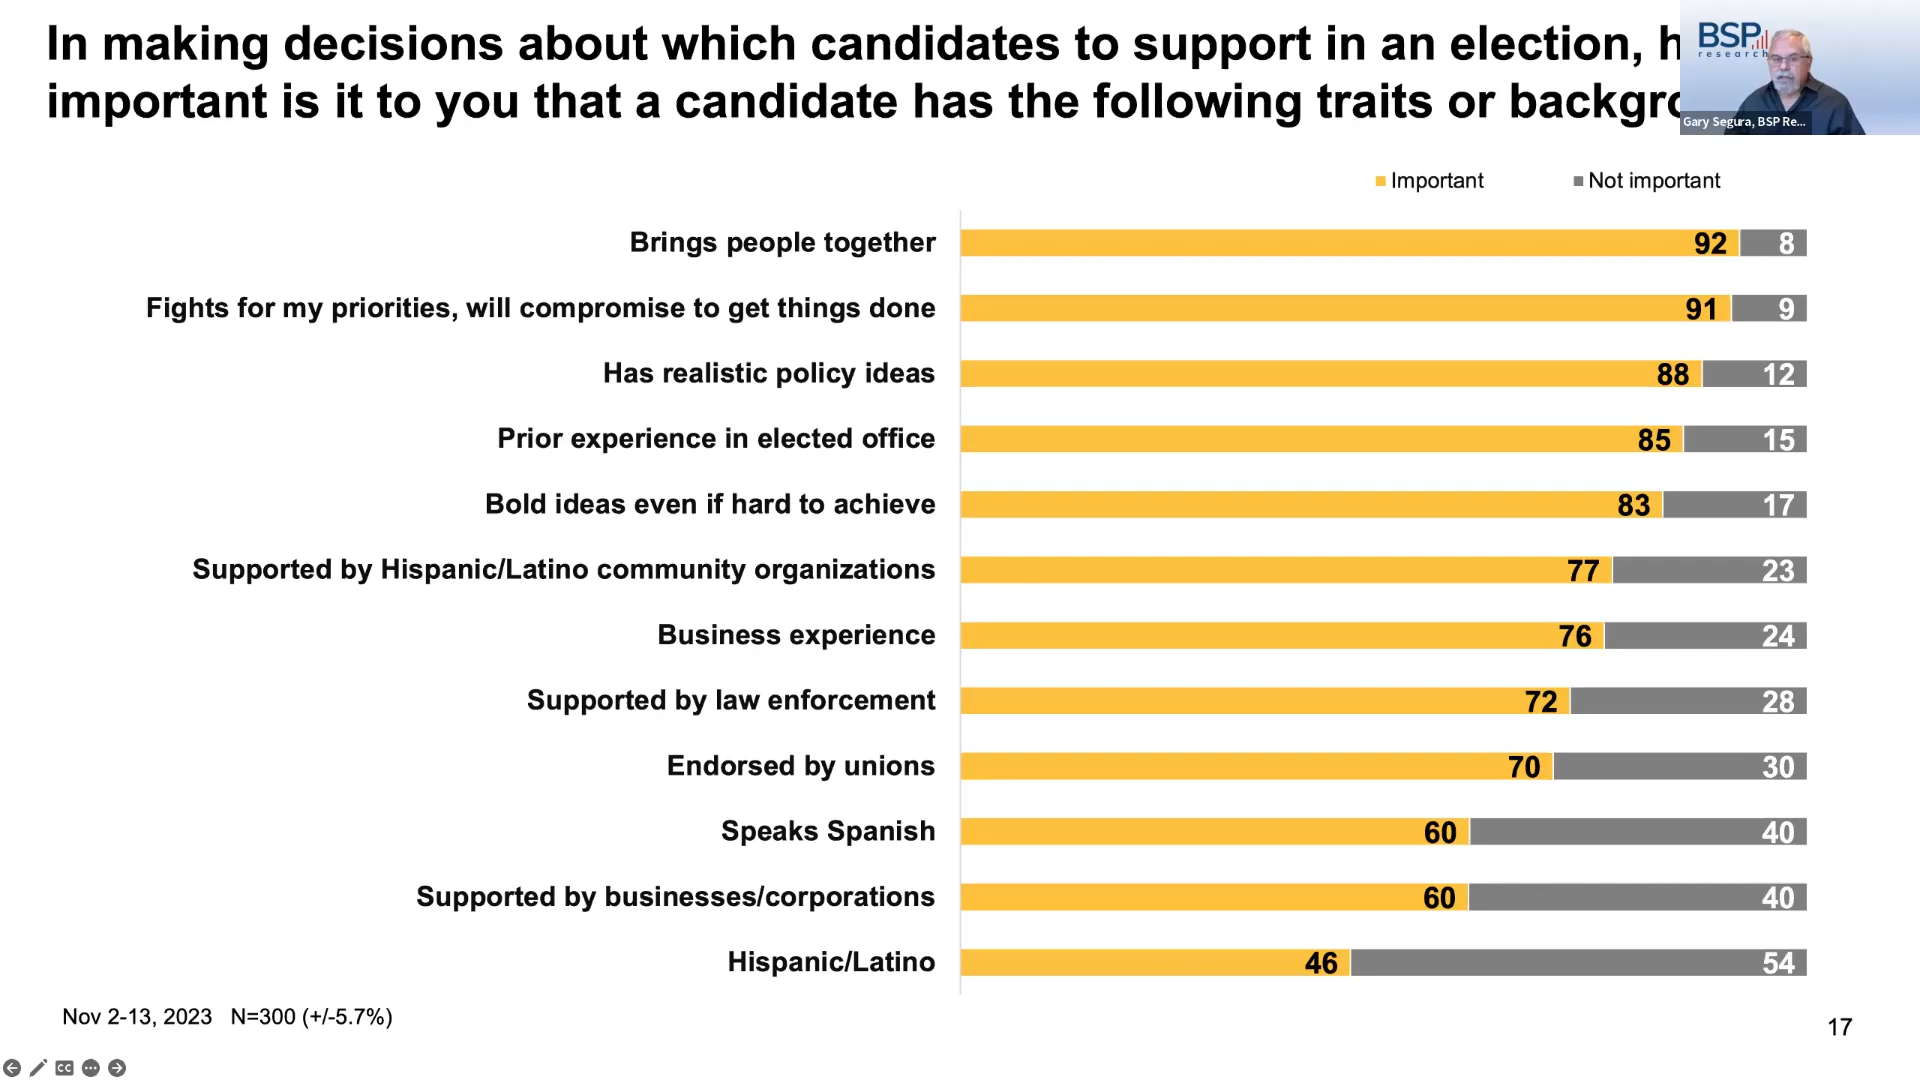 In making decisions about which candidates to support in an election, h
important is it to you that a candidate has the following traits or backgro
BSP
research
Gary Segura, BSP Re...
Important
Not important
Brings people together 92 8
Fights for my priorities, will compromise to get things done 91 9
Has realistic policy ideas 88 12
Prior experience in elected office 85 15
Bold ideas even if hard to achieve 83 17
Supported by Hispanic/Latino community organizations 77 23
Business experience 76 24
Supported by law enforcement 72 28
Endorsed by unions 70 30
Speaks Spanish 60 40
Supported by businesses/corporations 60 40
Hispanic/Latino 46 54
Nov 2-13, 2023 N=300 (+/-5.7%)
17
CC